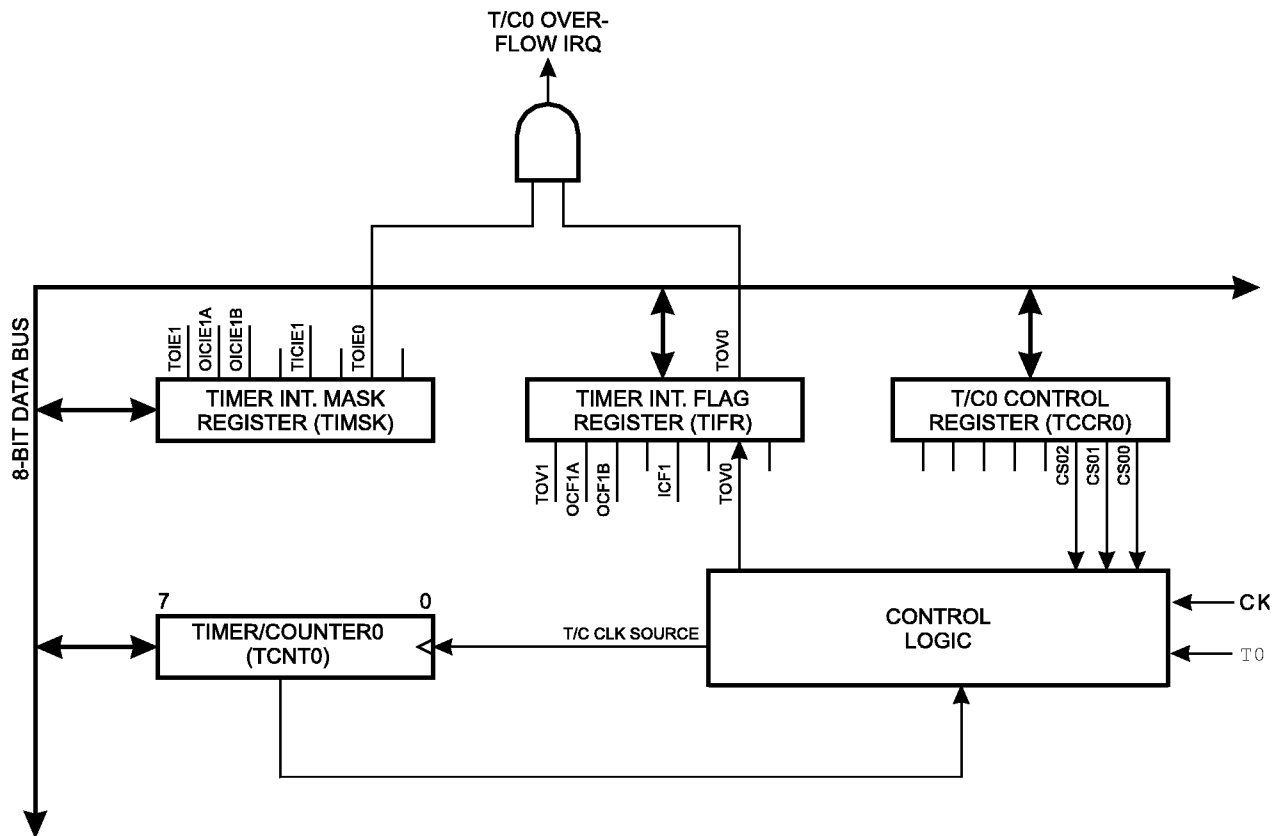 T/C0 OVER-
FLOW IRQ
8-BIT DATA BUS
TOIE1
OICIE1A
OICIE1B
TICIE1
TOIE0
TOV0
TIMER INT. MASK
REGISTER (TIMSK)
TIMER INT. FLAG
REGISTER (TIFR)
T/C0 CONTROL
REGISTER (TCCR0)
TOV1
OCF1A
OCF1B
ICF1
TOV0
CS02
CS01
CS00
7
0
TIMER/COUNTER0
(TCNT0)
T/C CLK SOURCE
CONTROL
LOGIC
CK
T0